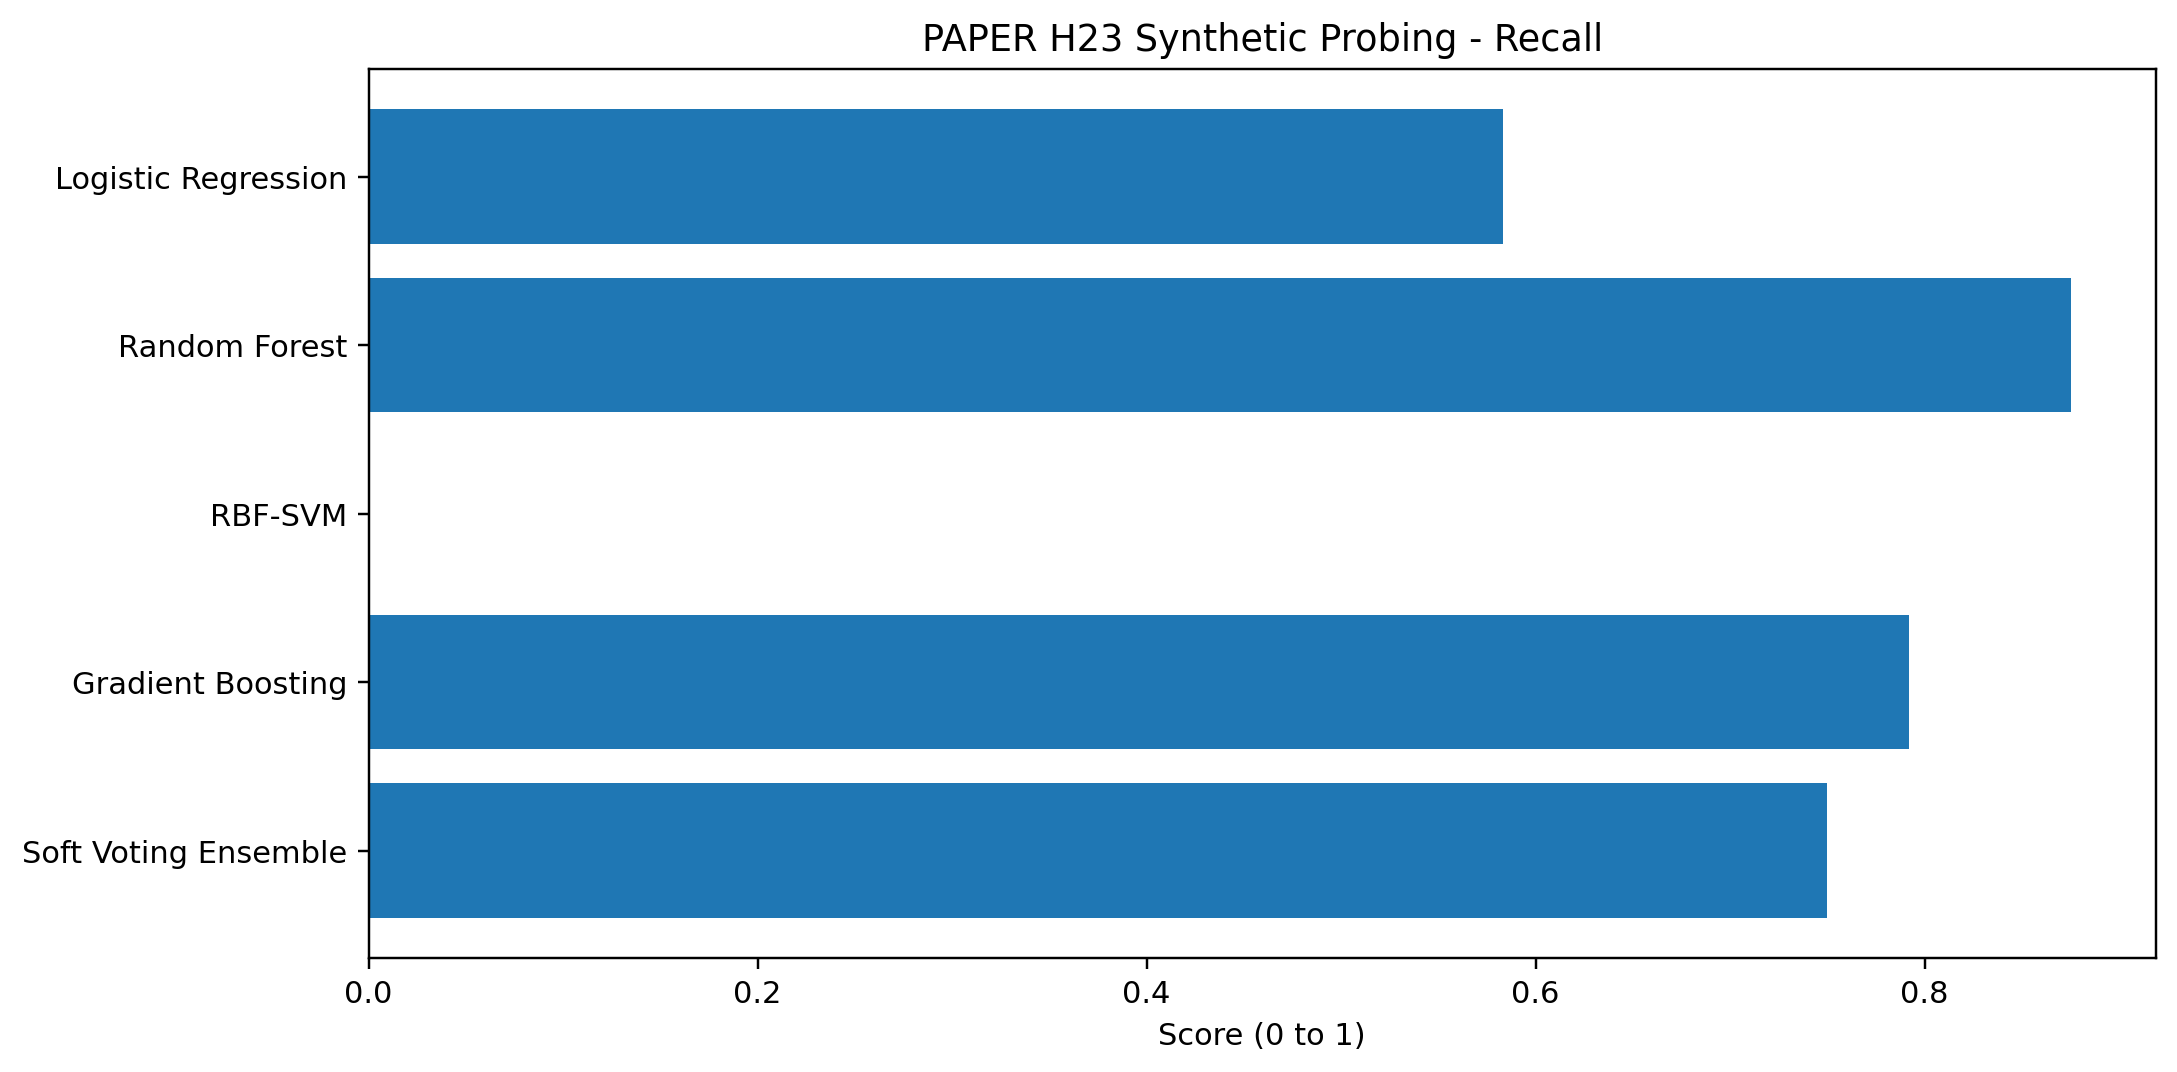 PAPER H23 Synthetic Probing - Recall
Logistic Regression
Random Forest
RBF-SVM
Gradient Boosting
Soft Voting Ensemble
0.0 0.2 0.4 0.6 0.8
Score (0 to 1)